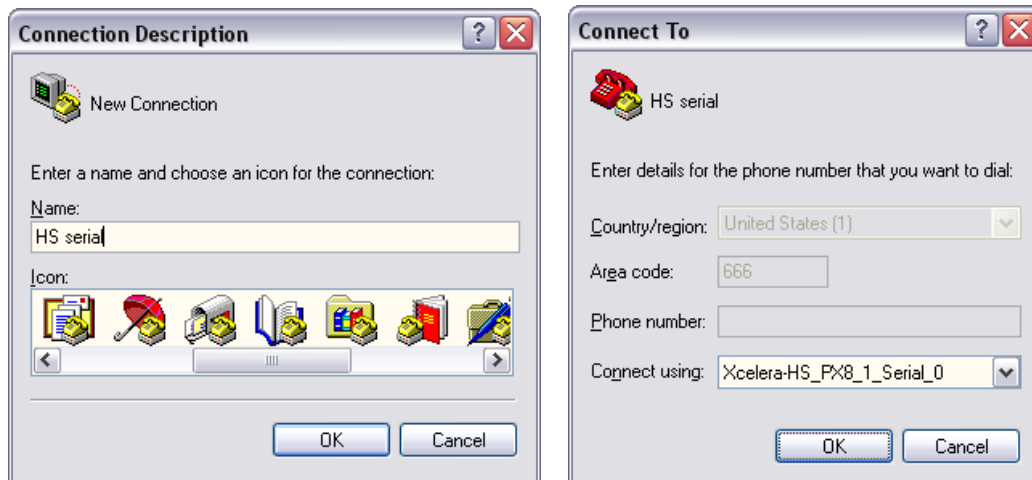 Connection Description
New Connection
Enter a name and choose an icon for the connection:
Name:
HS serial
Icon:
OK Cancel
Connect To
HS serial
Enter details for the phone number that you want to dial:
Country/region: United States (1)
Area code: 666
Phone number:
Connect using: Xcelera-HS_PX8_1_Serial_0
OK Cancel